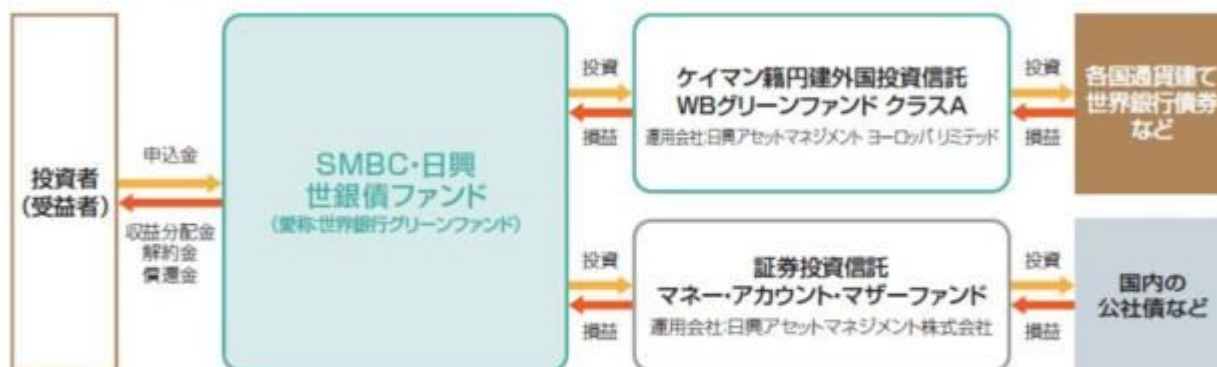 投資者
(受益者)
申込金
収益分配金
解約金
償還金
SMBC・日興
世銀債ファンド
(愛称:世界銀行グリーンファンド)
投資
損益
ケイマン籍円建外国投資信託
WBグリーンファンド クラスA
運用会社:日興アセットマネジメント ヨーロッパ リミテッド
投資
損益
各国通貨建て
世界銀行債券
など
投資
損益
証券投資信託
マネー・アカウント・マザーファンド
運用会社:日興アセットマネジメント株式会社
投資
損益
国内の
公社債など